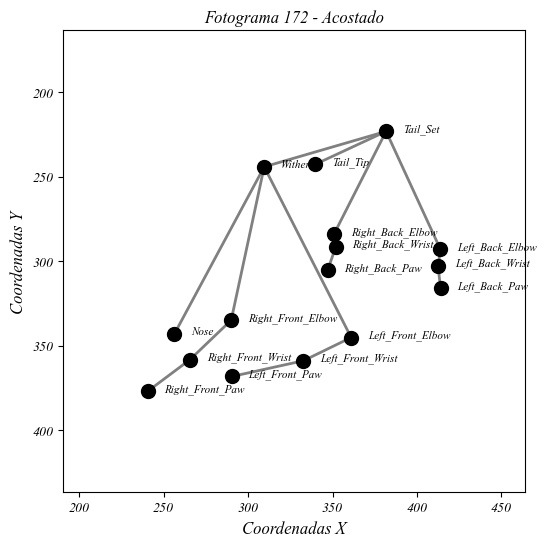 Fotograma 172 - Acostado
200
250
300
350
400
Coordenadas Y
Tail_Set
Withers
Tail_Tip
Right_Back_Elbow
Right_Back_Wrist
Left_Back_Elbow
Left_Back_Wrist
Right_Back_Paw
Left_Back_Paw
Right_Front_Elbow
Nose
Left_Front_Elbow
Right_Front_Wrist
Left_Front_Wrist
Left_Front_Paw
Right_Front_Paw
200 250 300 350 400 450
Coordenadas X